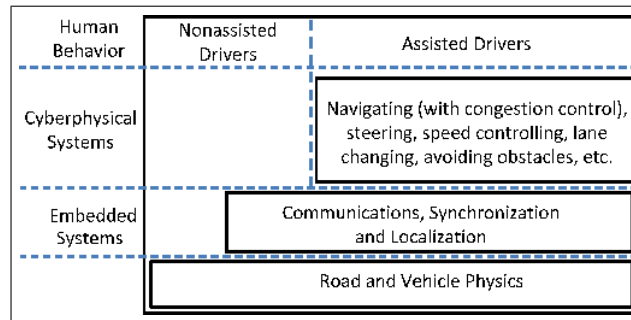 Human
Behavior
Nonassisted
Drivers
Assisted Drivers
Cyberphysical
Systems
Navigating (with congestion control),
steering, speed controlling, lane
changing, avoiding obstacles, etc.
Embedded
Systems
Communications, Synchronization
and Localization
Road and Vehicle Physics